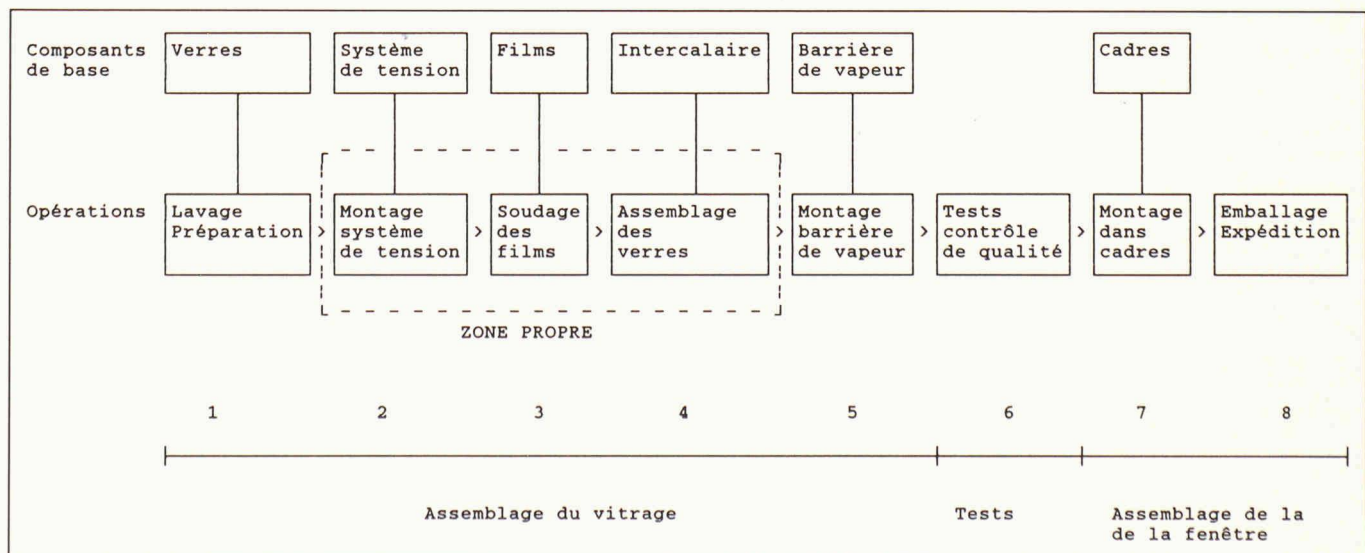 Composants
de base
Verres
Système
de tension
Films
Intercalaire
Barrière
de vapeur
Cadres
Opérations
Lavage
Préparation
>
Montage
système
de tension
>
Soudage
des
films
>
Assemblage
des
verres
>
Montage
barrière
de vapeur
>
Tests
contrôle
de qualité
>
Montage
dans
cadres
>
Emballage
Expédition
ZONE PROPRE
1 2 3 4 5 6 7 8
Assemblage du vitrage
Tests
Assemblage de la
de la fenêtre